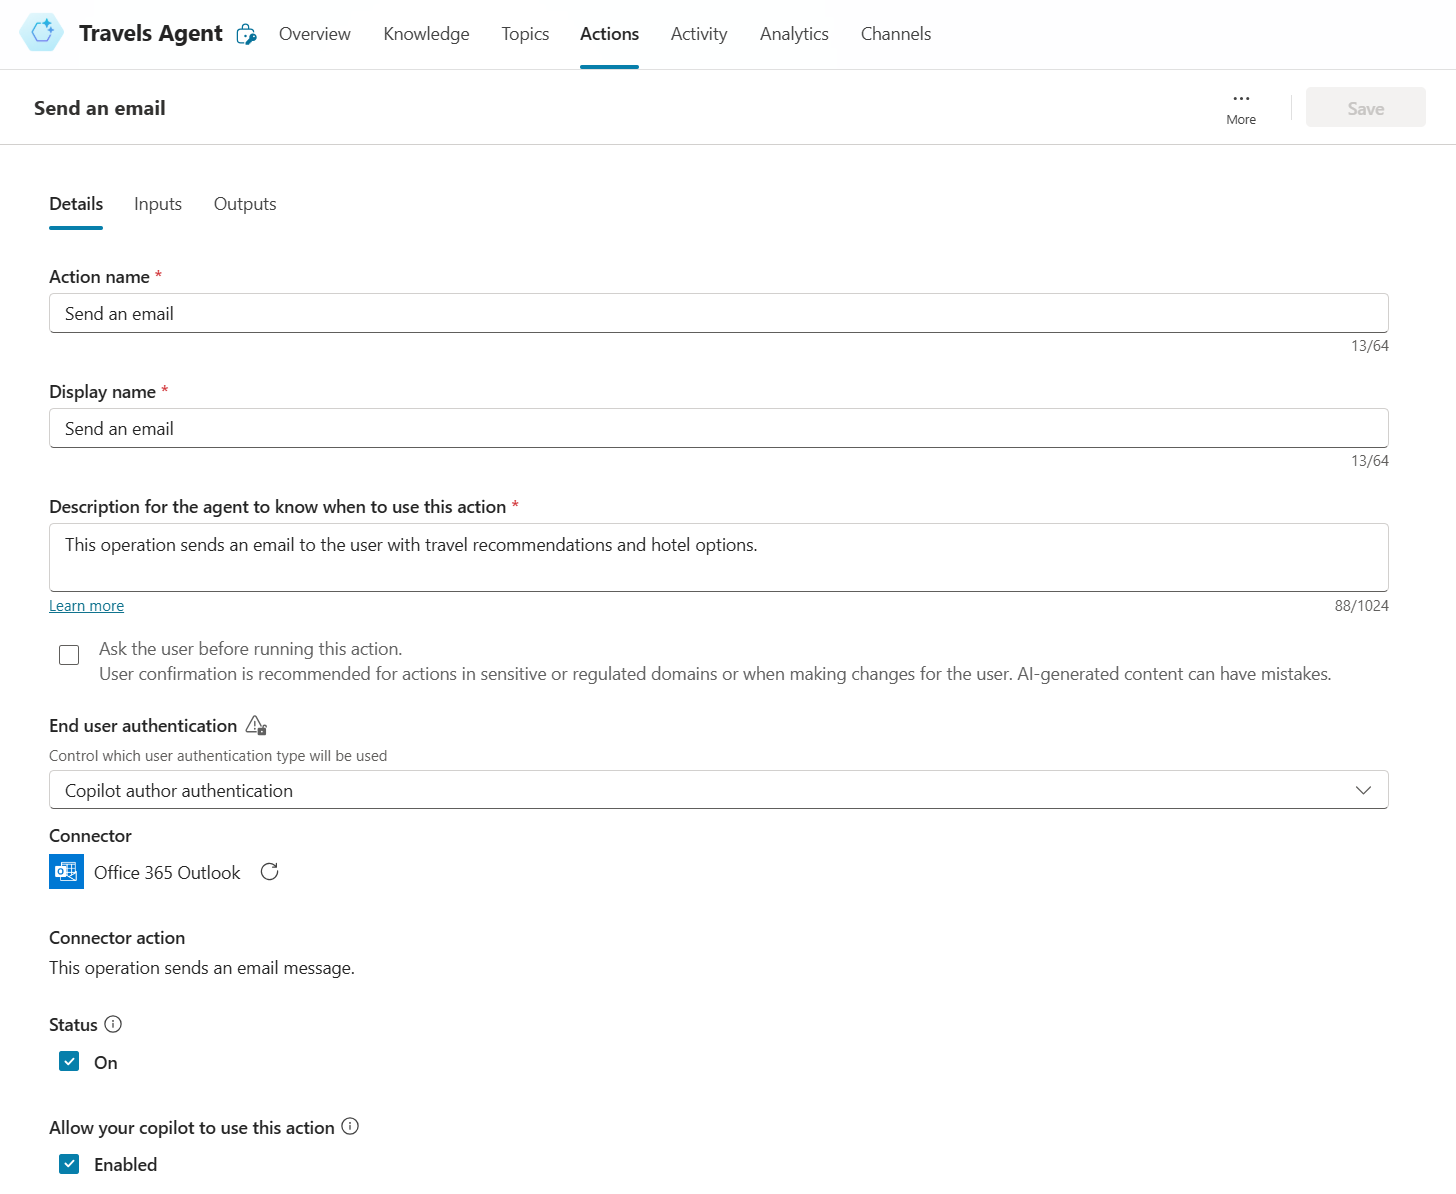 Travels Agent
Overview
Knowledge
Topics
Actions
Activity
Analytics
Channels
Send an email
More
Save
Details
Inputs
Outputs
Action name *
Send an email
13/64
Display name *
Send an email
13/64
Description for the agent to know when to use this action *
This operation sends an email to the user with travel recommendations and hotel options.
Learn more
88/1024
Ask the user before running this action.
User confirmation is recommended for actions in sensitive or regulated domains or when making changes for the user. AI-generated content can have mistakes.
End user authentication
Control which user authentication type will be used
Copilot author authentication
Connector
Office 365 Outlook
Connector action
This operation sends an email message.
Status
On
Allow your copilot to use this action
Enabled